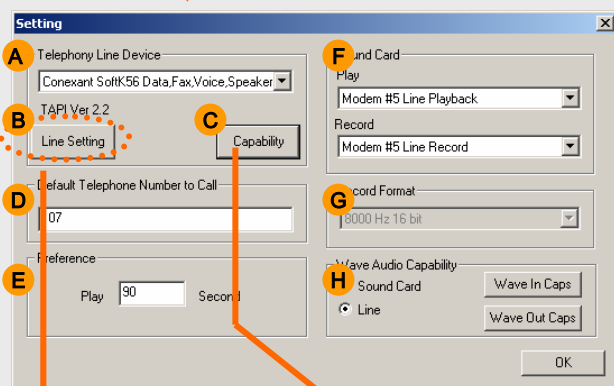 Setting
A Telephony Line Device
Conexant SoftK56 Data,Fax,Voice,Speaker
TAPI Ver 2.2
B Line Setting
C Capability
D Default Telephone Number to Call
07
E Preference
Play 90 Second
F Sound Card
Play
Modem #5 Line Playback
Record
Modem #5 Line Record
G Record Format
8000 Hz 16 bit
H Wave Audio Capability
Sound Card
Line
Wave In Caps
Wave Out Caps
OK